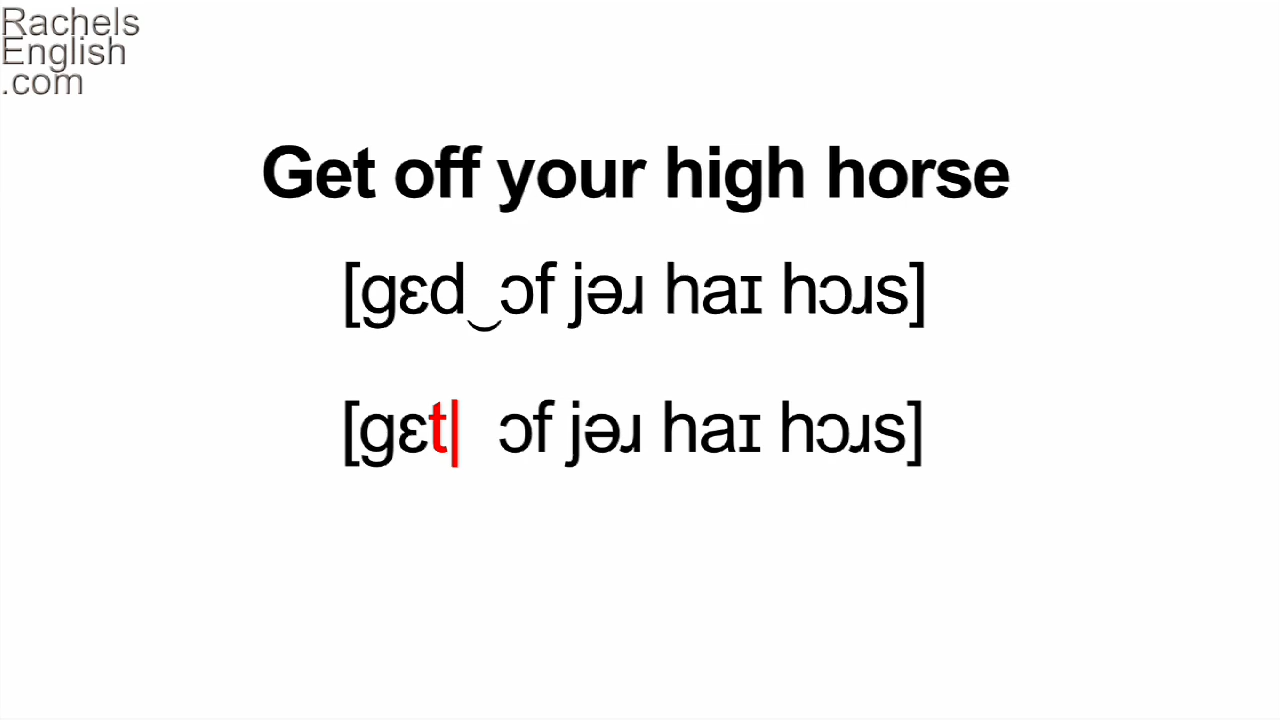 Rachels
English
.com
Get off your high horse
[gɛd‿ɔf jəɹ haɪ hɔɹs]
[gɛt| ɔf jəɹ haɪ hɔɹs]